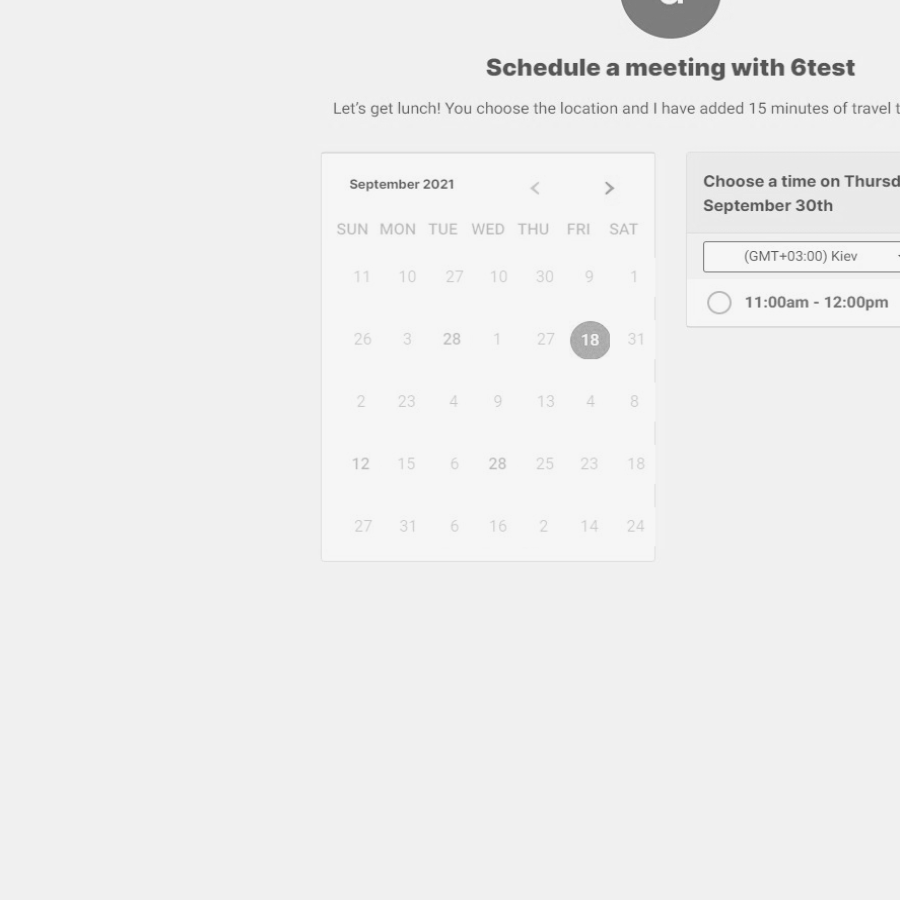 Schedule a meeting with 6test
Let's get lunch! You choose the location and I have added 15 minutes of travel t
September 2021
SUN MON TUE WED THU FRI SAT
11 10 27 10 30 9 1
26 3 28 1 27 18 31
2 23 4 9 13 4 8
12 15 6 28 25 23 18
27 31 6 16 2 14 24
Choose a time on Thursd
September 30th
(GMT+03:00) Kiev
11:00am - 12:00pm